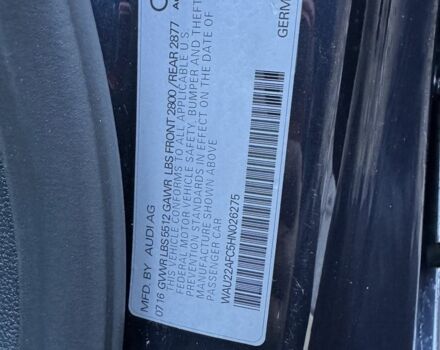 MFD. BY AUDI AG
07.16 GVWR LBS 5512 GAWR LBS FRONT 2800 / REAR 2877
THIS VEHICLE CONFORMS TO ALL APPLICABLE U.S.
FEDERAL MOTOR VEHICLE SAFETY, BUMPER AND THEFT
PREVENTION STANDARDS IN EFFECT ON THE DATE OF
MANUFACTURE SHOWN ABOVE
PASSENGER CAR
WAU22AFC5HN026275